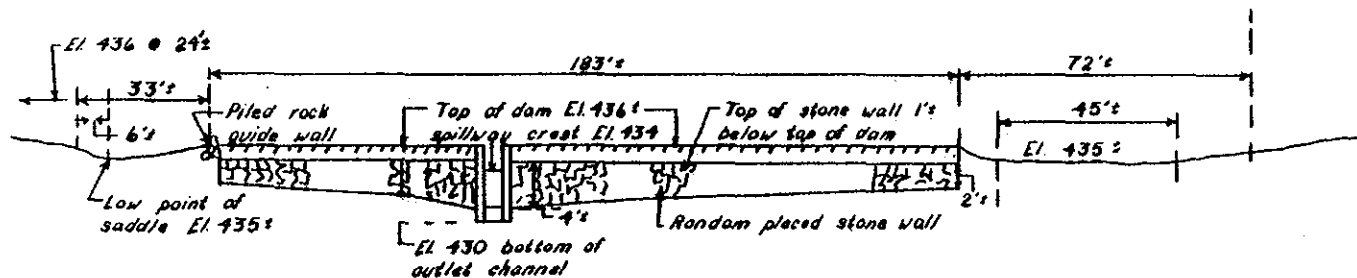 El. 436 @ 24'±
183'±
72'±
33'±
45'±
6'±
Piled rock
guide wall
Top of dam El. 436±
spillway crest El. 434
Top of stone wall 1'±
below top of dam
El. 435±
Low point of
saddle El. 435±
4'±
2'±
Random placed stone wall
El. 430 bottom of
outlet channel